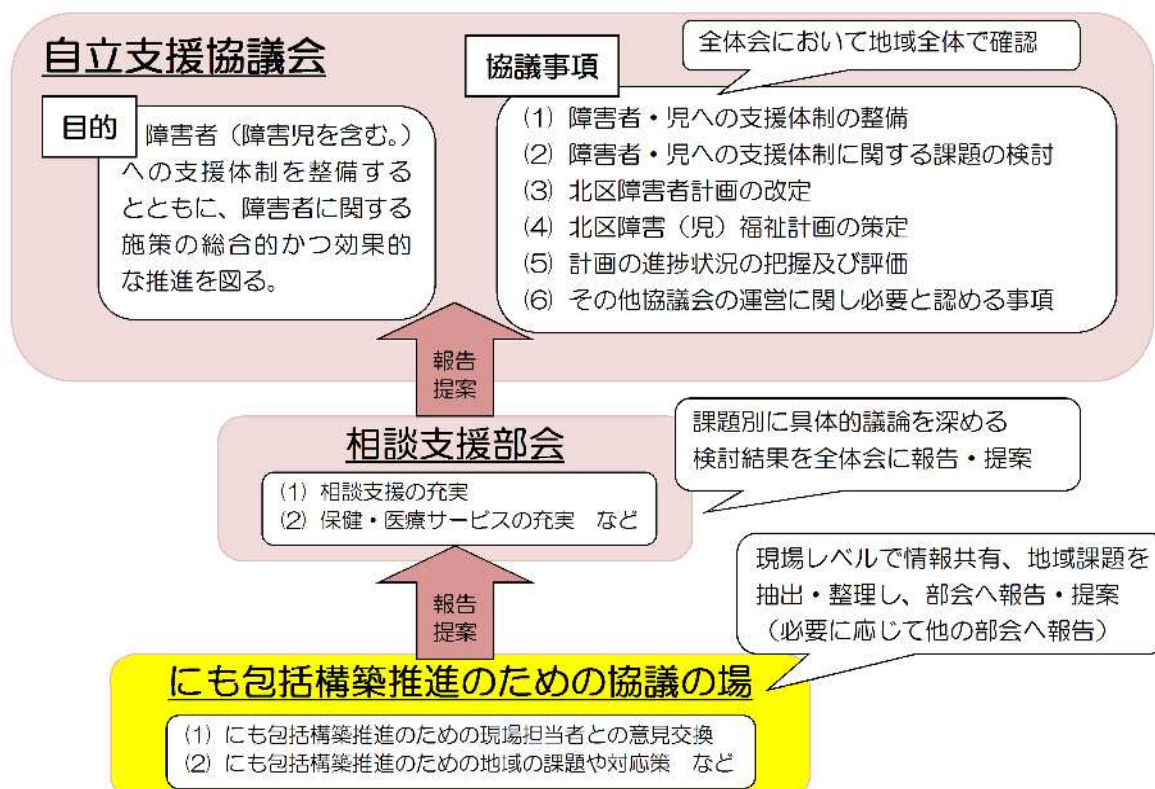 自立支援協議会
目的
障害者（障害児を含む。）
への支援体制を整備する
とともに、障害者に関する
施策の総合的かつ効果的
な推進を図る。
協議事項
全体会において地域全体で確認
(1) 障害者・児への支援体制の整備
(2) 障害者・児への支援体制に関する課題の検討
(3) 北区障害者計画の改定
(4) 北区障害（児）福祉計画の策定
(5) 計画の進捗状況の把握及び評価
(6) その他協議会の運営に関し必要と認める事項
報告
提案
相談支援部会
(1) 相談支援の充実
(2) 保健・医療サービスの充実　など
課題別に具体的議論を深める
検討結果を全体会に報告・提案
報告
提案
現場レベルで情報共有、地域課題を
抽出・整理し、部会へ報告・提案
（必要に応じて他の部会へ報告）
にも包括構築推進のための協議の場
(1) にも包括構築推進のための現場担当者との意見交換
(2) にも包括構築推進のための地域の課題や対応策　など